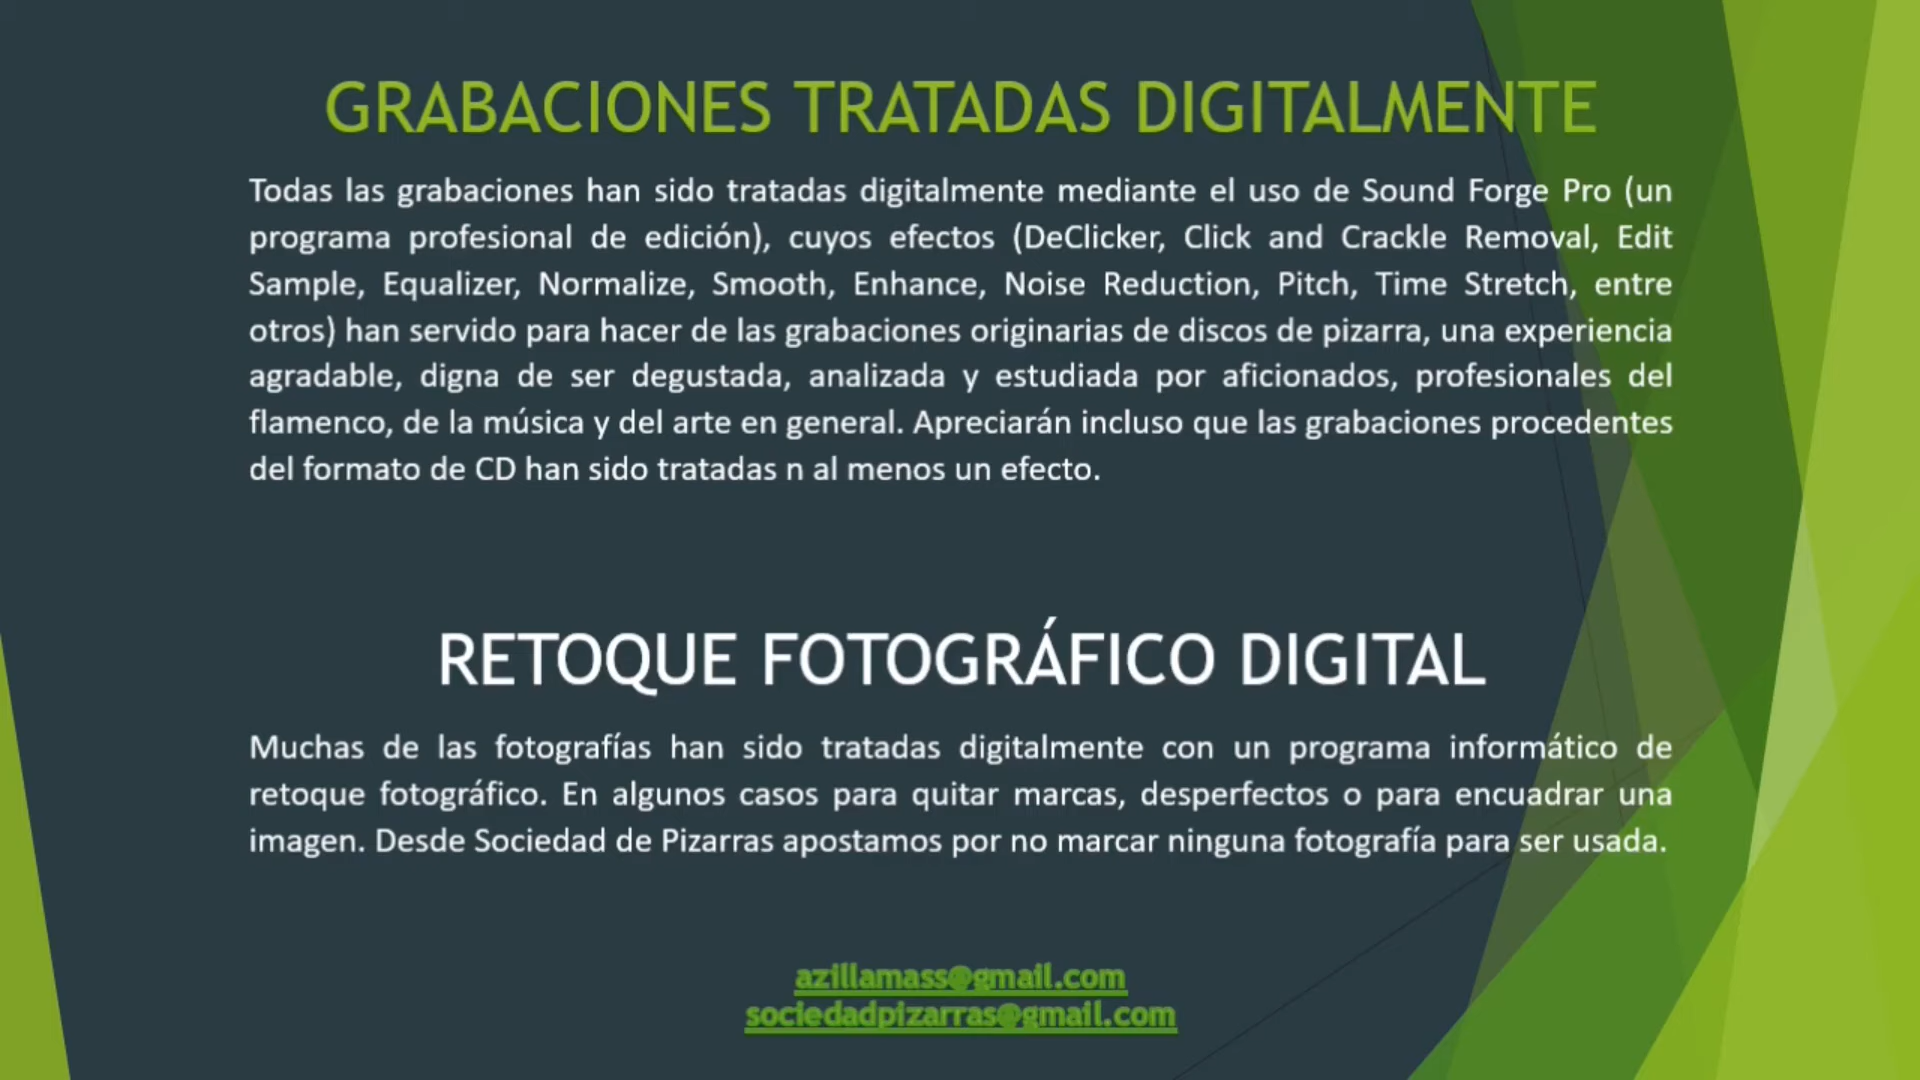 GRABACIONES TRATADAS DIGITALMENTE
Todas las grabaciones han sido tratadas digitalmente mediante el uso de Sound Forge Pro (un
programa profesional de edición), cuyos efectos (DeClicker, Click and Crackle Removal, Edit
Sample, Equalizer, Normalize, Smooth, Enhance, Noise Reduction, Pitch, Time Stretch, entre
otros) han servido para hacer de las grabaciones originarias de discos de pizarra, una experiencia
agradable, digna de ser degustada, analizada y estudiada por aficionados, profesionales del
flamenco, de la música y del arte en general. Apreciarán incluso que las grabaciones procedentes
del formato de CD han sido tratadas n al menos un efecto.
RETOQUE FOTOGRÁFICO DIGITAL
Muchas de las fotografías han sido tratadas digitalmente con un programa informático de
retoque fotográfico. En algunos casos para quitar marcas, desperfectos o para encuadrar una
imagen. Desde Sociedad de Pizarras apostamos por no marcar ninguna fotografía para ser usada.
azillamass@gmail.com
sociedadpizarras@gmail.com